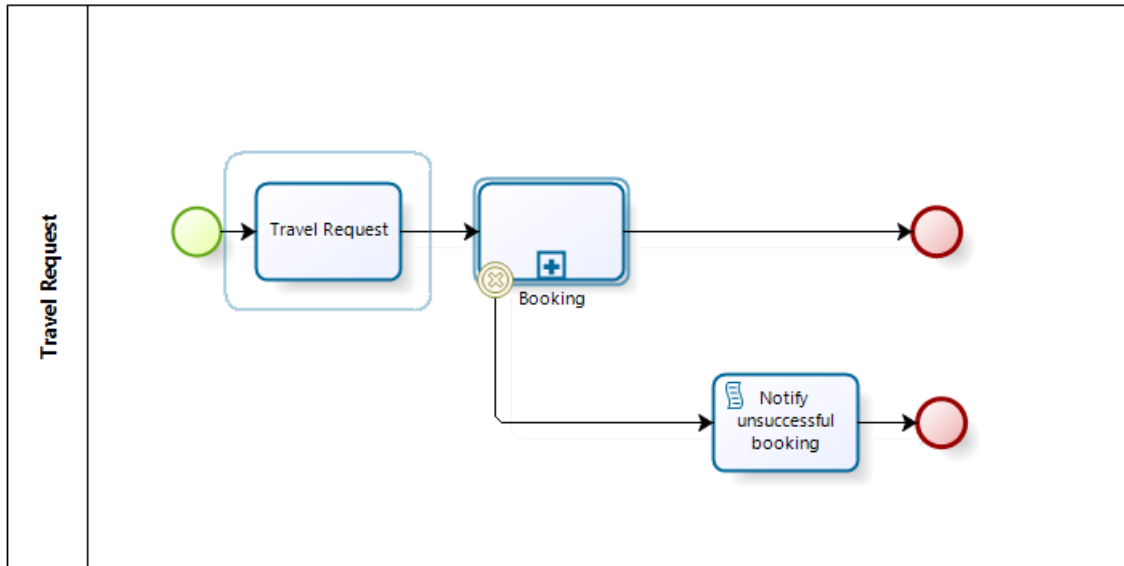 Travel Request
Travel Request
Booking
Notify
unsuccessful
booking